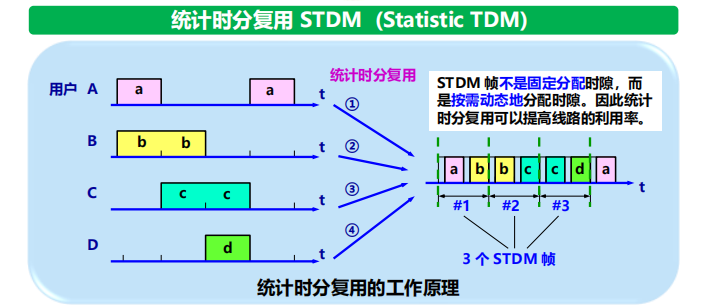 统计时分复用 STDM（Statistic TDM）
用户 A
a
a
t
B
b
b
t
C
c
c
t
D
d
t
统计时分复用
①
②
③
④
STDM 帧不是固定分配时隙，而
是按需动态地分配时隙。因此统计
时分复用可以提高线路的利用率。
a b b c c d a
t
#1 #2 #3
3 个 STDM 帧
统计时分复用的工作原理